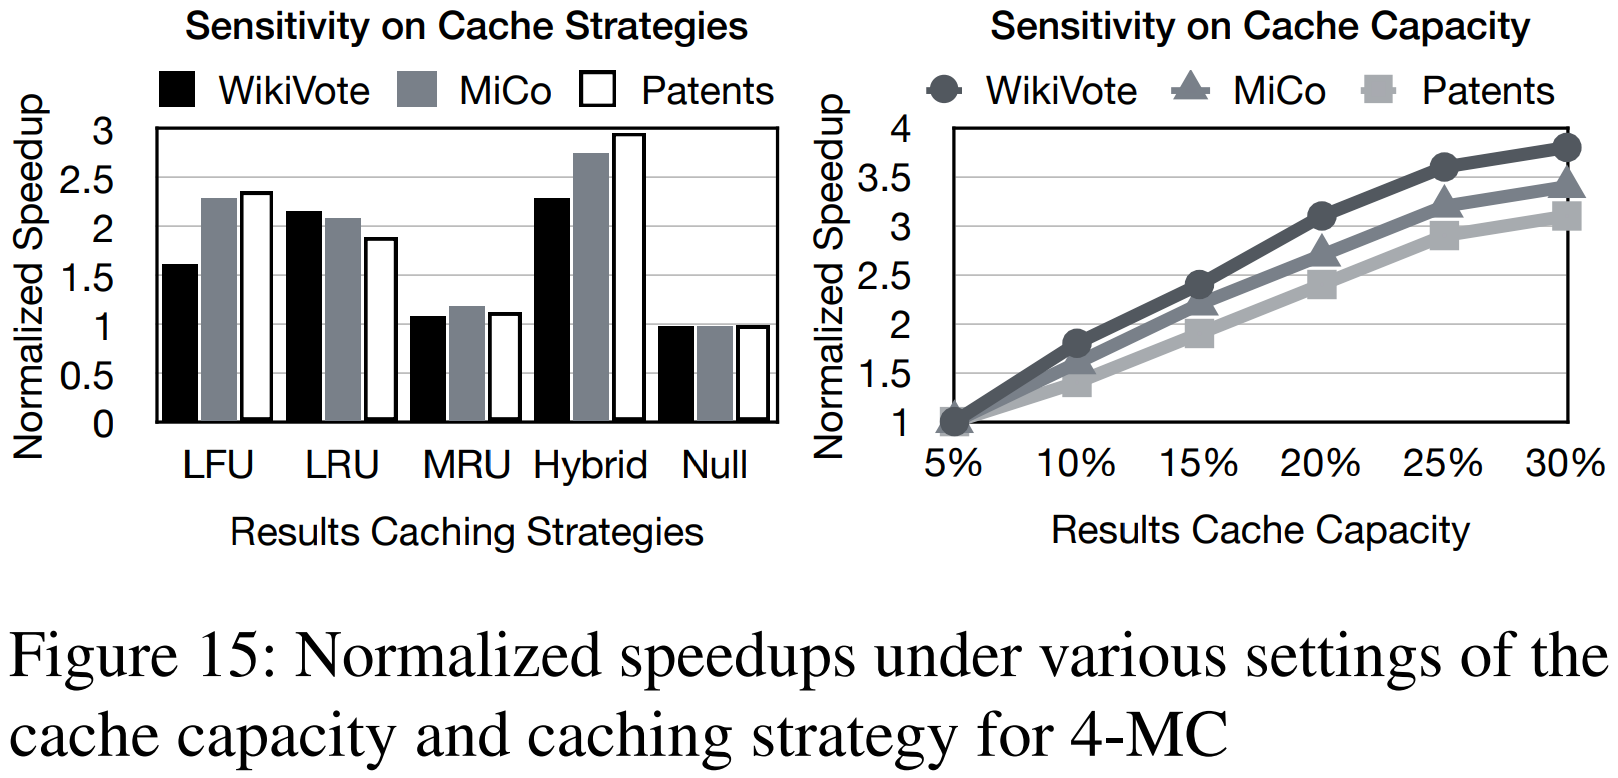 Sensitivity on Cache Strategies
WikiVote MiCo Patents
Normalized Speedup
3
2.5
2
1.5
1
0.5
0
LFU LRU MRU Hybrid Null
Results Caching Strategies
Sensitivity on Cache Capacity
WikiVote MiCo Patents
Normalized Speedup
4
3.5
3
2.5
2
1.5
1
5% 10% 15% 20% 25% 30%
Results Cache Capacity
Figure 15: Normalized speedups under various settings of the
cache capacity and caching strategy for 4-MC